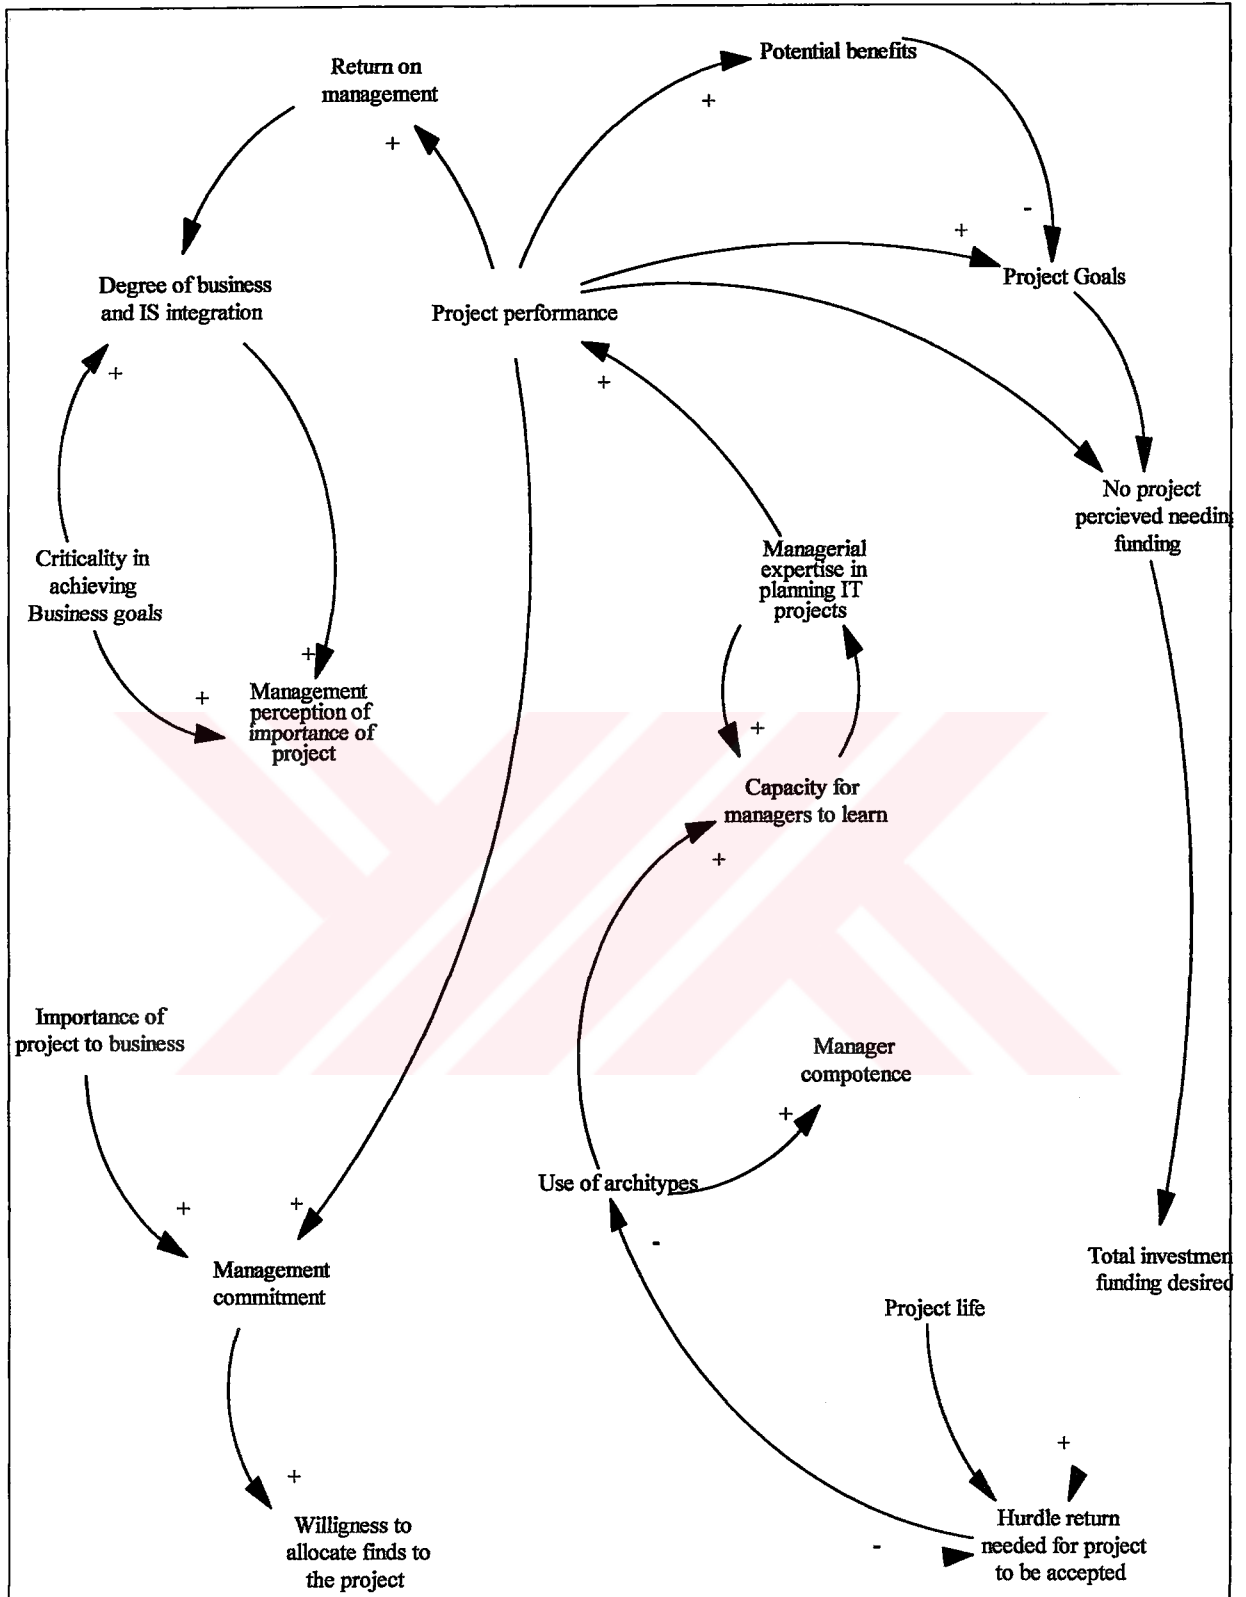 Potential benefits
+
Return on
management
+
-
+
Project Goals
Degree of business
and IS integration
Project performance
+
+
No project
percieved needin
funding
Criticality in
achieving
Business goals
Managerial
expertise in
planning IT
projects
+
+
Management
perception of
importance of
project
+
Capacity for
managers to learn
+
Importance of
project to business
Manager
compotence
+
Use of architypes
+
+
-
Management
commitment
Total investmen
funding desired
Project life
+
+
Hurdle return
needed for project
to be accepted
-
Willigness to
allocate finds to
the project